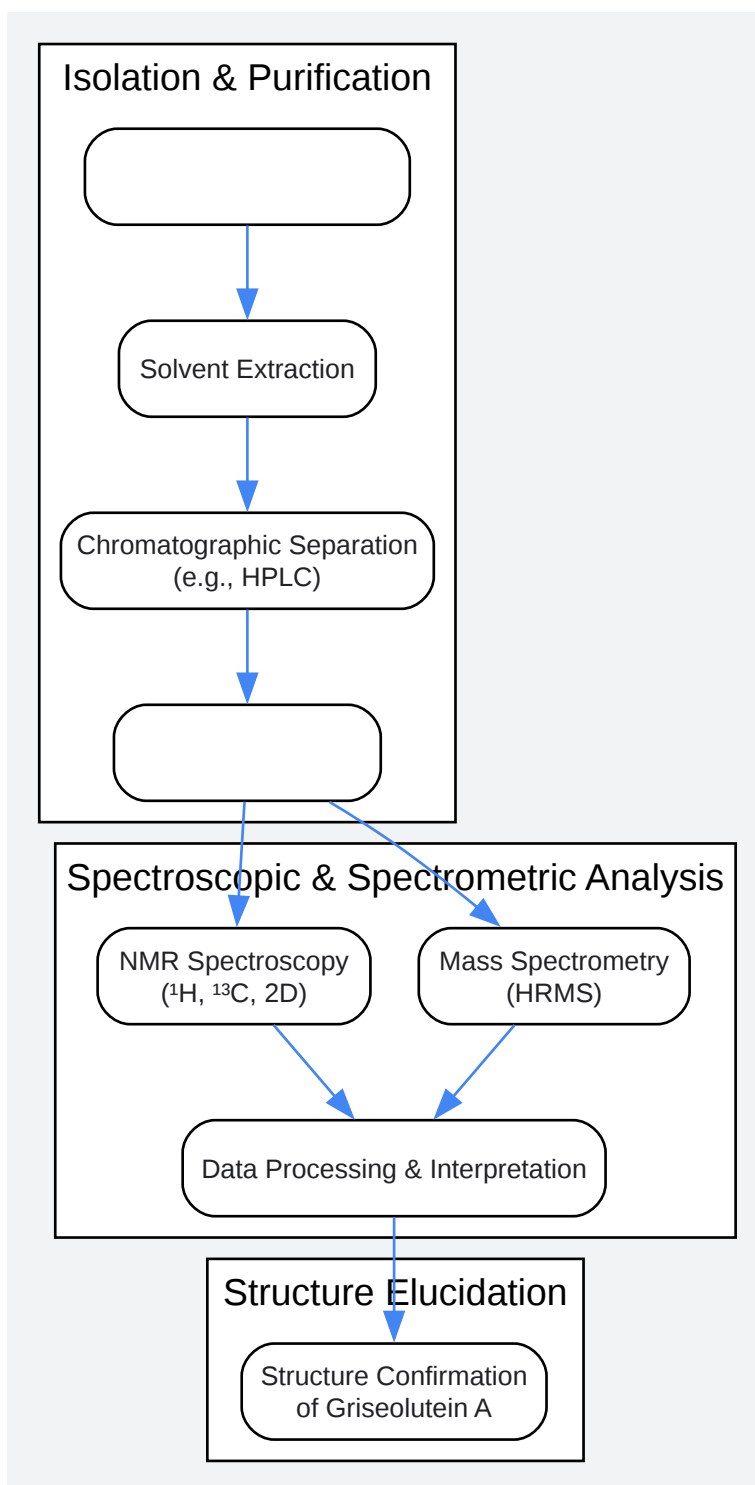 Isolation & Purification
Solvent Extraction
Chromatographic Separation
(e.g., HPLC)
Spectroscopic & Spectrometric Analysis
NMR Spectroscopy
(¹H, ¹³C, 2D)
Mass Spectrometry
(HRMS)
Data Processing & Interpretation
Structure Elucidation
Structure Confirmation
of Griseolutein A